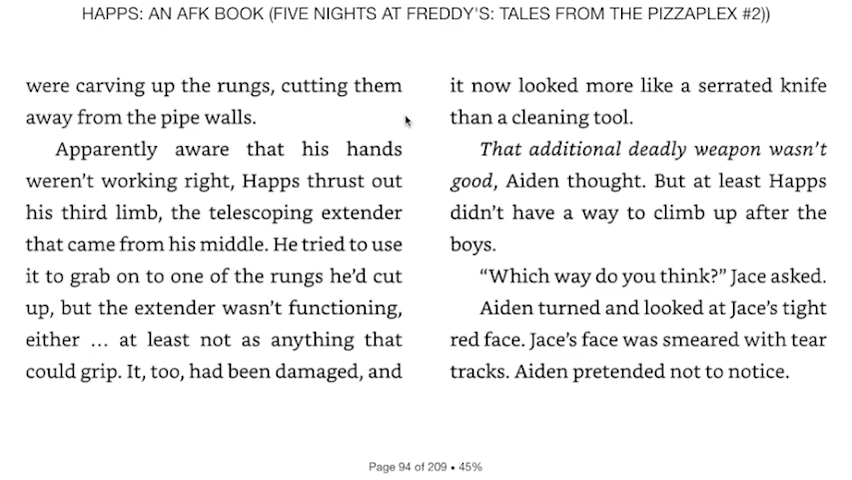 HAPPS: AN AFK BOOK (FIVE NIGHTS AT FREDDY'S: TALES FROM THE PIZZAPLEX #2))
were carving up the rungs, cutting them
away from the pipe walls.
Apparently aware that his hands
weren’t working right, Happs thrust out
his third limb, the telescoping extender
that came from his middle. He tried to use
it to grab on to one of the rungs he’d cut
up, but the extender wasn’t functioning,
either … at least not as anything that
could grip. It, too, had been damaged, and
it now looked more like a serrated knife
than a cleaning tool.
That additional deadly weapon wasn’t
good, Aiden thought. But at least Happs
didn’t have a way to climb up after the
boys.
“Which way do you think?” Jace asked.
Aiden turned and looked at Jace’s tight
red face. Jace’s face was smeared with tear
tracks. Aiden pretended not to notice.
Page 94 of 209 • 45%